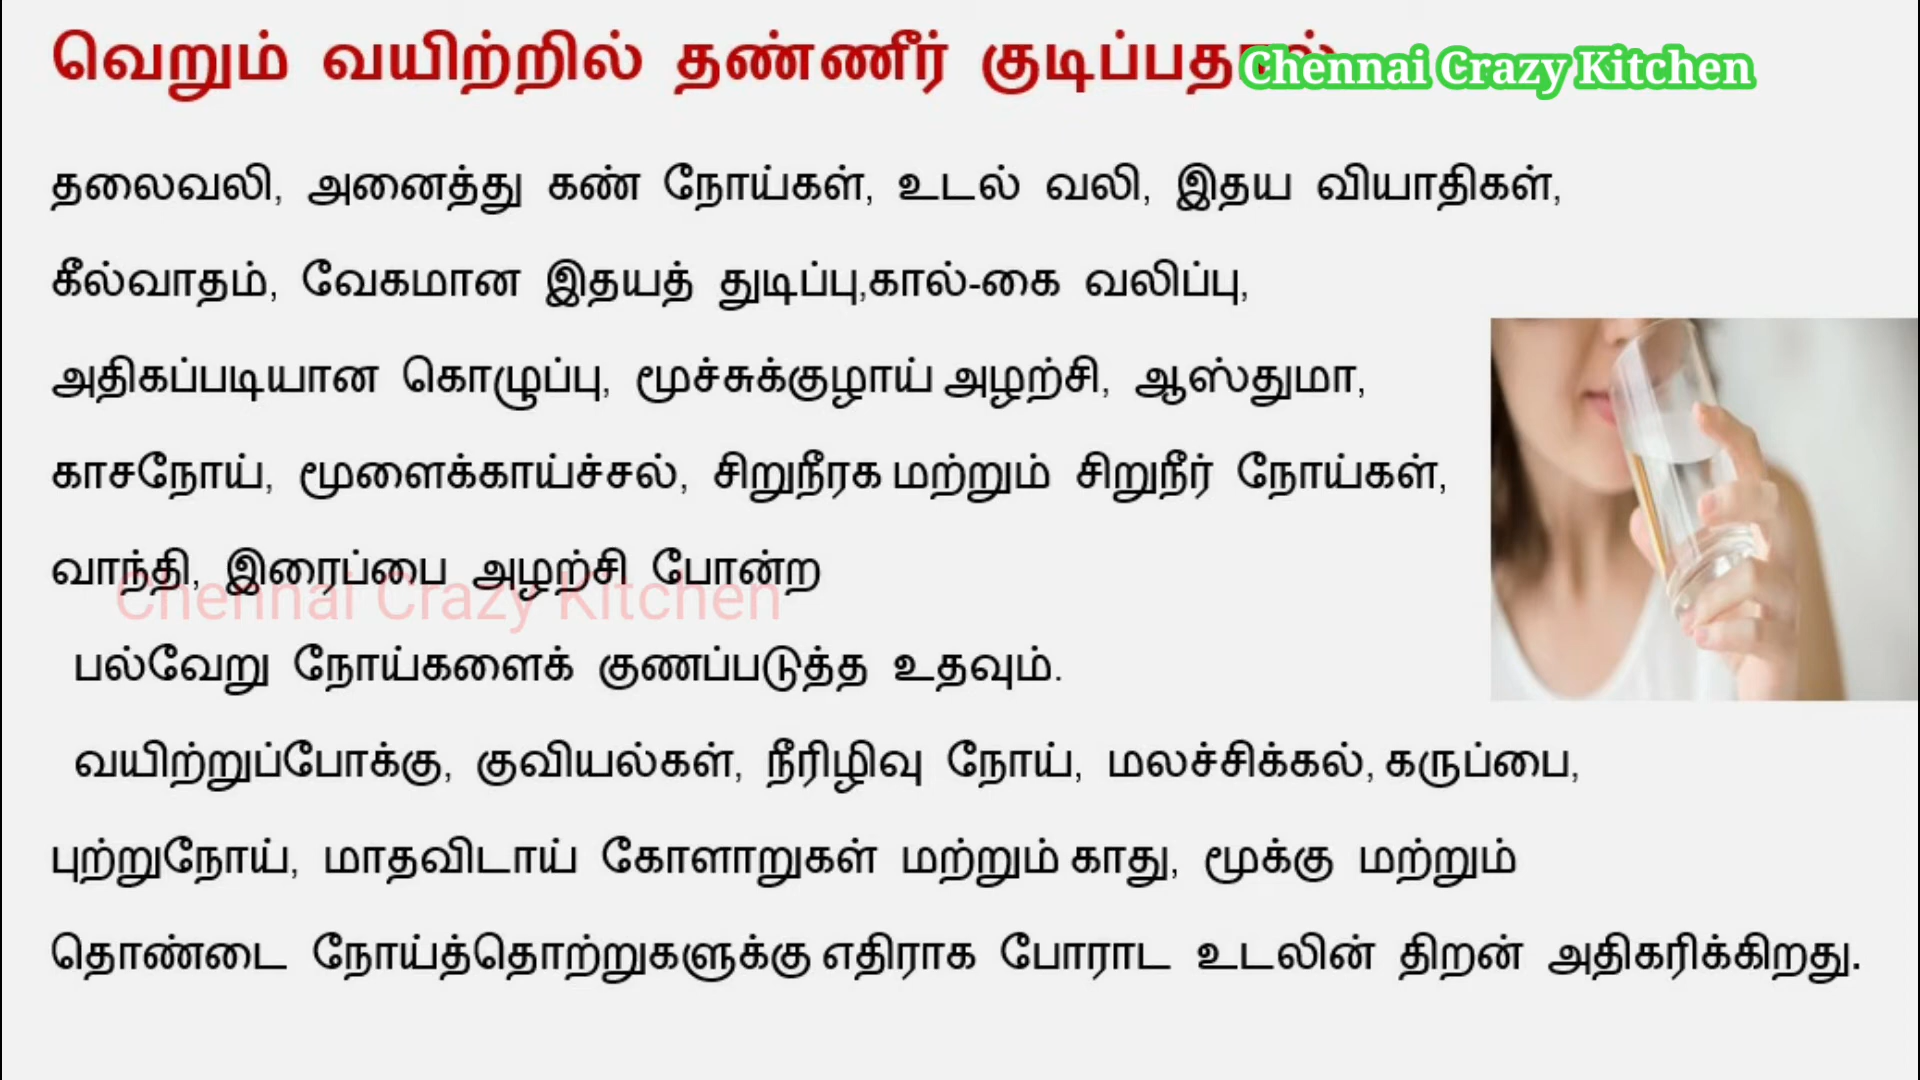 வெறும் வயிற்றில் தண்ணீர்
Chennai Crazy Kitchen
தலைவலி, அனைத்து கண் நோய்கள், உடல் வலி, இதய வியாதிகள்,
கீல்வாதம், வேகமான இதயத் துடிப்பு,கால்-கை வலிப்பு,
அதிகப்படியான கொழுப்பு, மூச்சுக்குழாய் அழற்சி, ஆஸ்துமா,
காசநோய், மூளைக்காய்ச்சல், சிறுநீரக மற்றும் சிறுநீர் நோய்கள்,
வாந்தி, இரைப்பை அழற்சி போன்ற
Chennai Crazy Kitchen
பல்வேறு நோய்களைக் குணப்படுத்த உதவும்.
வயிற்றுப்போக்கு, குவியல்கள், நீரிழிவு நோய், மலச்சிக்கல், கருப்பை,
புற்றுநோய், மாதவிடாய் கோளாறுகள் மற்றும் காது, மூக்கு மற்றும்
தொண்டை நோய்த்தொற்றுகளுக்கு எதிராக போராட உடலின் திறன் அதிகரிக்கிறது.